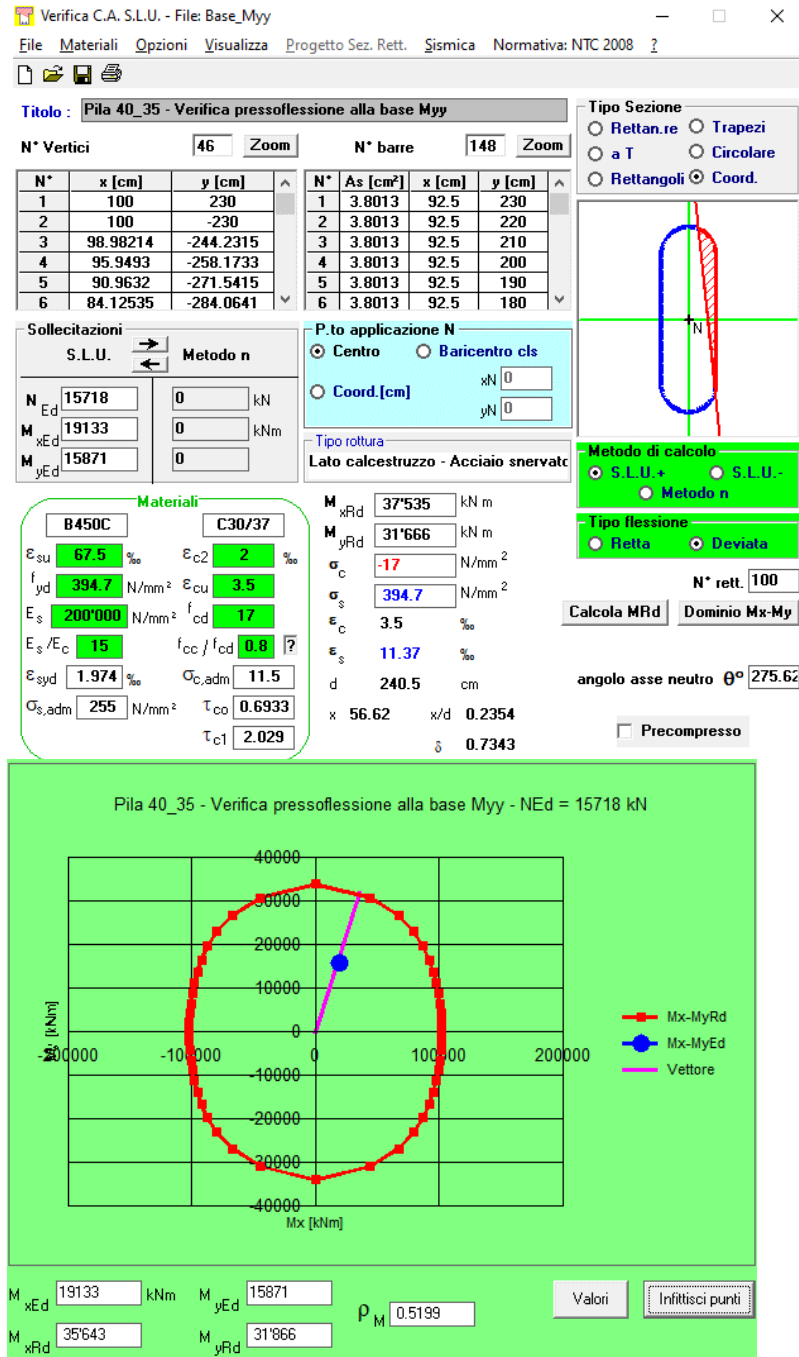 Verifica C.A. S.L.U. - File: Base_Myy
File Materiali Opzioni Visualizza Progetto Sez. Rett. Sismica Normativa: NTC 2008 ?
Titolo : Pila 40_35 - Verifica pressoflessione alla base Myy
N° Vertici 46 Zoom N° barre 148 Zoom
N° x [cm] y [cm]
1 100 230
2 100 -230
3 98.98214 -244.2315
4 95.9493 -258.1733
5 90.9632 -271.5415
6 84.12535 -284.0641
N° As [cm²] x [cm] y [cm]
1 3.8013 92.5 230
2 3.8013 92.5 220
3 3.8013 92.5 210
4 3.8013 92.5 200
5 3.8013 92.5 190
6 3.8013 92.5 180
Tipo Sezione
Rettan.re Trapezi
a T Circolare
Rettangoli Coord.
N
Sollecitazioni
S.L.U. Metodo n
N Ed 15718 0 kN
M xEd 19133 0 kNm
M yEd 15871 0
P.to applicazione N
Centro Baricentro cls
Coord.[cm] xN 0
yN 0
Tipo rottura
Lato calcestruzzo - Acciaio snervato
Metodo di calcolo
S.L.U.+ S.L.U.-
Metodo n
Tipo flessione
Retta Deviata
N° rett. 100
Calcola MRd Dominio Mx-My
angolo asse neutro θ° 275.62
Precompresso
Materiali
B450C C30/37
εsu 67.5 ‰ εc2 2 ‰
fyd 394.7 N/mm² εcu 3.5
Es 200'000 N/mm² fcd 17
Es/Ec 15 fcc / fcd 0.8 ?
εsyd 1.974 ‰ σc,adm 11.5
σs,adm 255 N/mm² τco 0.6933
τc1 2.029
M xRd 37'535 kN m
M yRd 31'666 kN m
σc -17 N/mm²
σs 394.7 N/mm²
εc 3.5 ‰
εs 11.37 ‰
d 240.5 cm
x 56.62 x/d 0.2354
δ 0.7343
Pila 40_35 - Verifica pressoflessione alla base Myy - NEd = 15718 kN
40000
30000
20000
10000
0
-10000
-20000
-30000
-40000
My [kNm]
-200000 -100000 0 100000 200000
Mx [kNm]
Mx-MyRd
Mx-MyEd
Vettore
M xEd 19133 kNm M yEd 15871
M xRd 35'643 M yRd 31'866
ρM 0.5199
Valori Infittisci punti